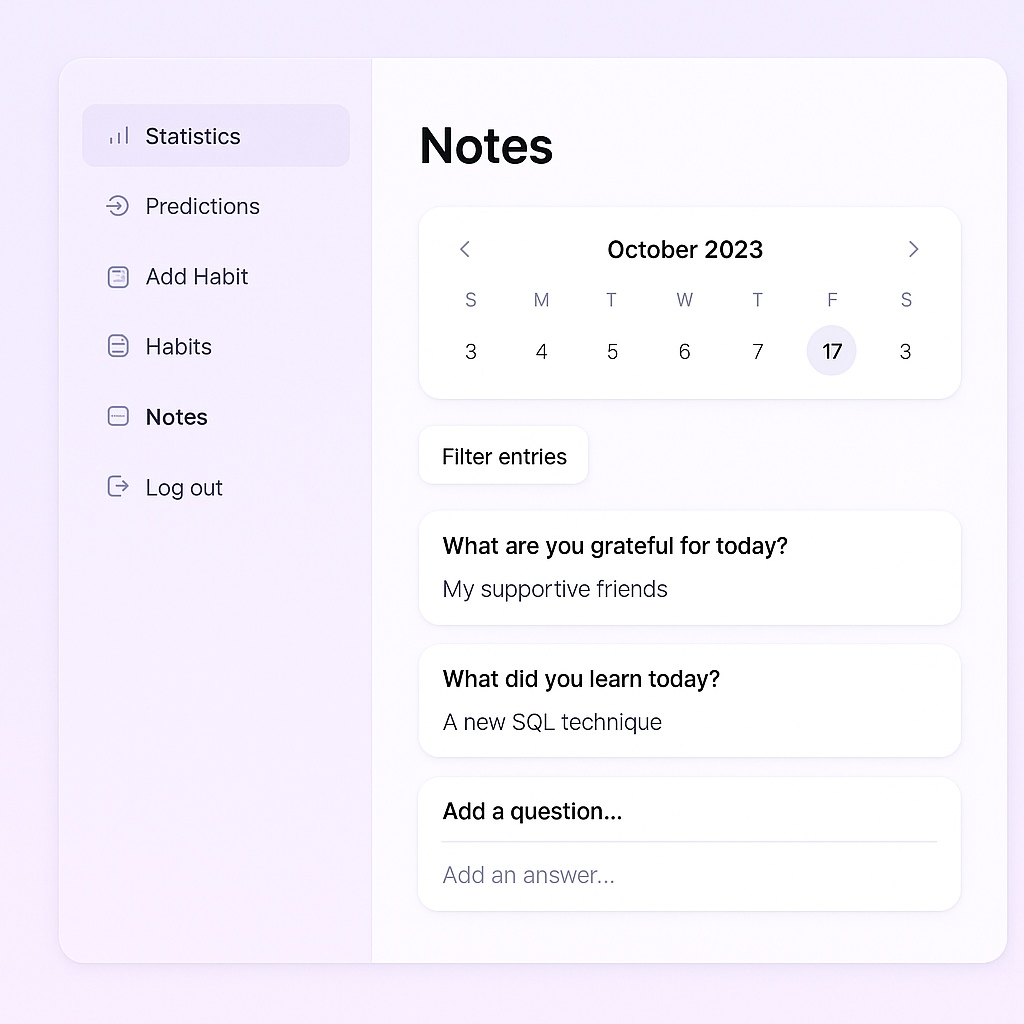 Statistics
Predictions
Add Habit
Habits
Notes
Log out
Notes
October 2023
S M T W T F S
3 4 5 6 7 17 3
Filter entries
What are you grateful for today?
My supportive friends
What did you learn today?
A new SQL technique
Add a question...
Add an answer...